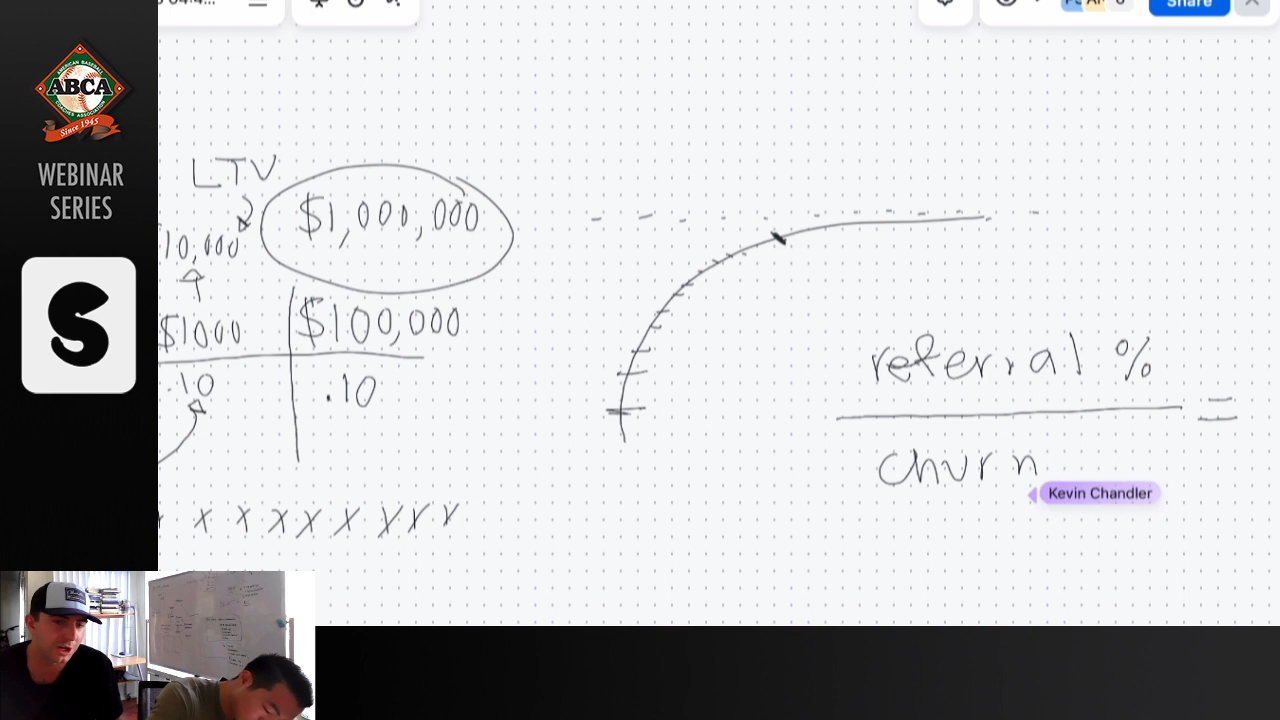 Share
AMERICAN BASEBALL
ABCA
COACHES ASSOCIATION
Since 1945
WEBINAR
SERIES
S
LTV
$1,000,000
10,000
$1000
$100,000
.10
.10
referral %
churn
=
Kevin Chandler
x x x x x x x x x